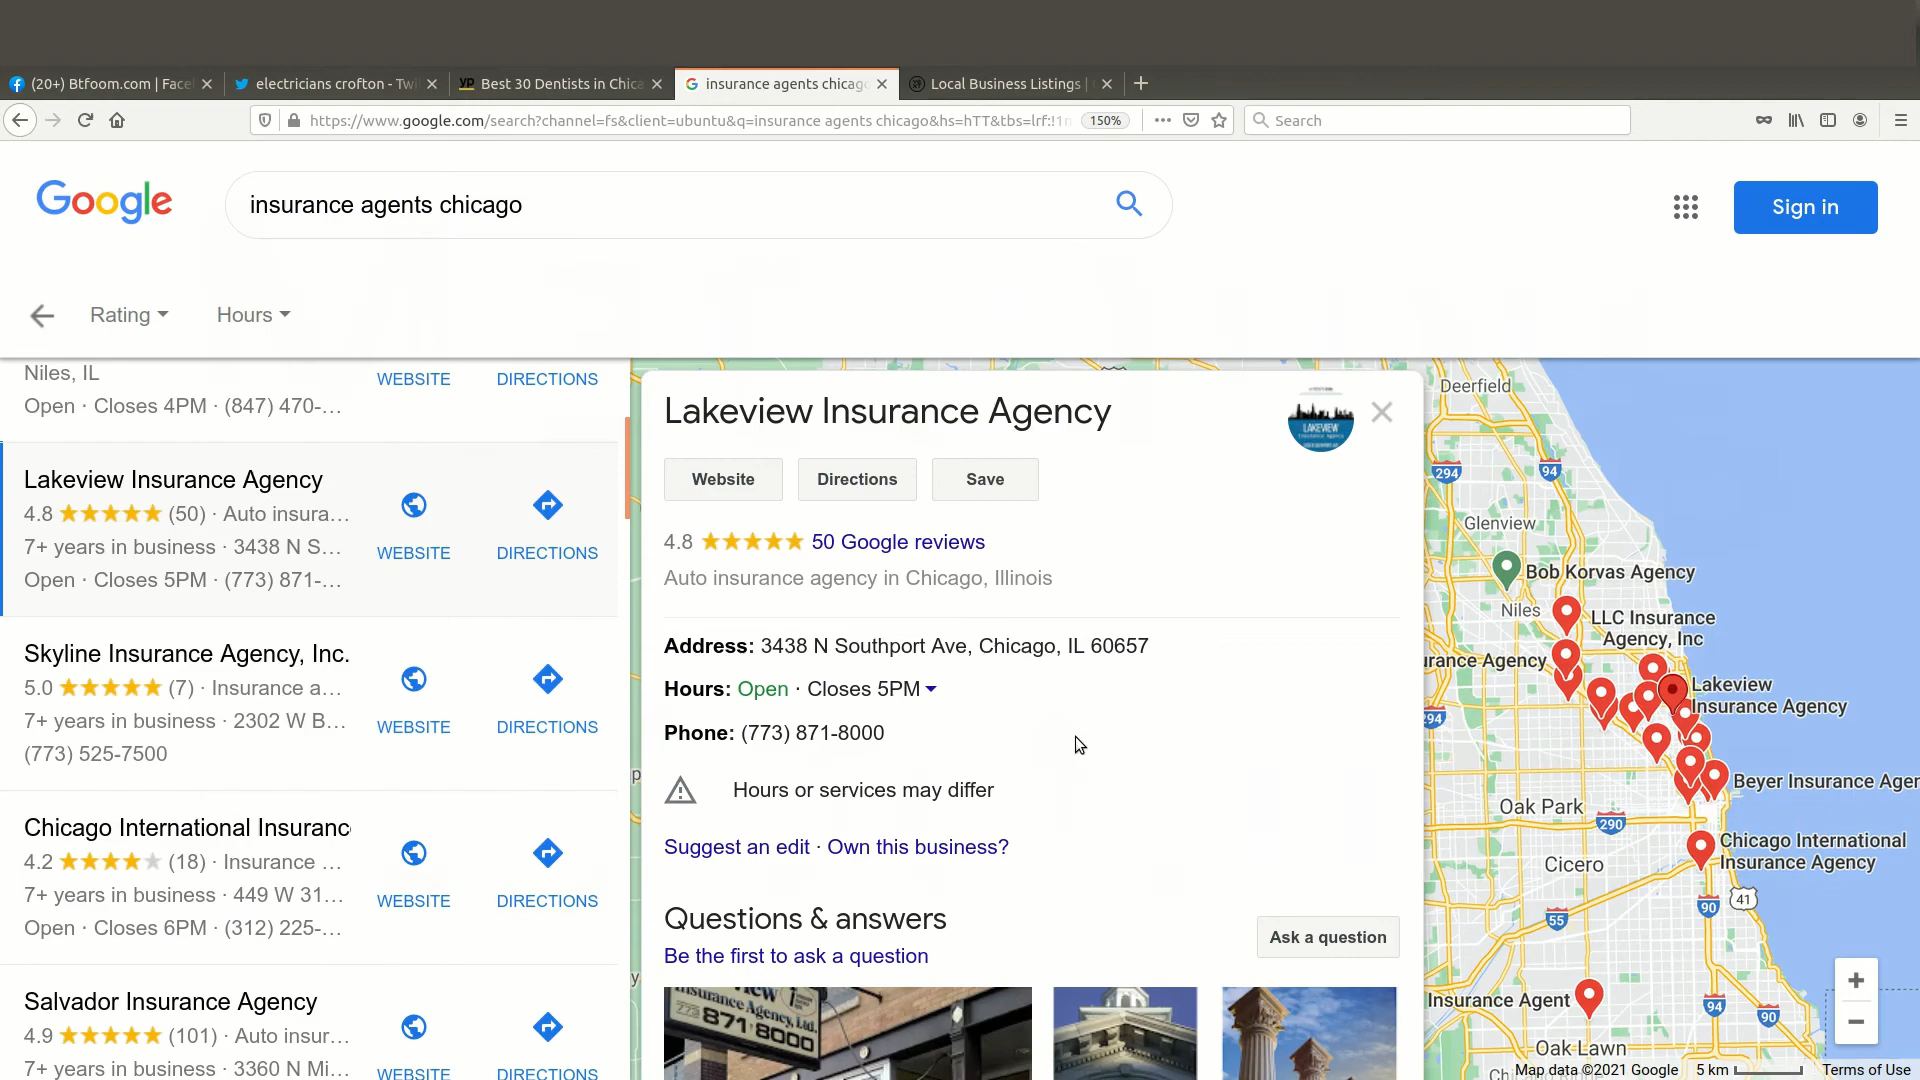 (20+) Btfoom.com | Face
electricians crofton - Twi
yp Best 30 Dentists in Chica
insurance agents chicago
Local Business Listings |
https://www.google.com/search?channel=fs&client=ubuntu&q=insurance agents chicago&hs=hTT&tbs=lrf:!1m
150%
Search
Google
insurance agents chicago
Sign in
Rating
Hours
Niles, IL
Open · Closes 4PM · (847) 470-...
WEBSITE
DIRECTIONS
Lakeview Insurance Agency
4.8 (50) · Auto insura...
7+ years in business · 3438 N S...
Open · Closes 5PM · (773) 871-...
WEBSITE
DIRECTIONS
Skyline Insurance Agency, Inc.
5.0 (7) · Insurance a...
7+ years in business · 2302 W B...
(773) 525-7500
WEBSITE
DIRECTIONS
Chicago International Insuranc
4.2 (18) · Insurance ...
7+ years in business · 449 W 31...
Open · Closes 6PM · (312) 225-...
WEBSITE
DIRECTIONS
Salvador Insurance Agency
4.9 (101) · Auto insur...
7+ years in business · 3360 N Mi...
WEBSITE
DIRECTIONS
Lakeview Insurance Agency
LAKEVIEW
Website
Directions
Save
4.8 50 Google reviews
Auto insurance agency in Chicago, Illinois
Address: 3438 N Southport Ave, Chicago, IL 60657
Hours: Open · Closes 5PM
Phone: (773) 871-8000
Hours or services may differ
Suggest an edit · Own this business?
Questions & answers
Be the first to ask a question
Ask a question
Insurance Agency, Ltd.
773 871-8000
Deerfield
294
94
Glenview
Bob Korvas Agency
Niles
LLC Insurance
Agency, Inc
urance Agency
Lakeview
Insurance Agency
294
Beyer Insurance Agen
Oak Park
290
Chicago International
Insurance Agency
Cicero
90
41
55
Insurance Agent
94
90
Oak Lawn
Map data ©2021 Google
5 km
Terms of Use